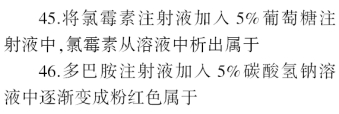 45.将氯霉素注射液加入 5%葡萄糖注
射液中,氯霉素从溶液中析出属于
46.多巴胺注射液加入 5%碳酸氢钠溶
液中逐渐变成粉红色属于